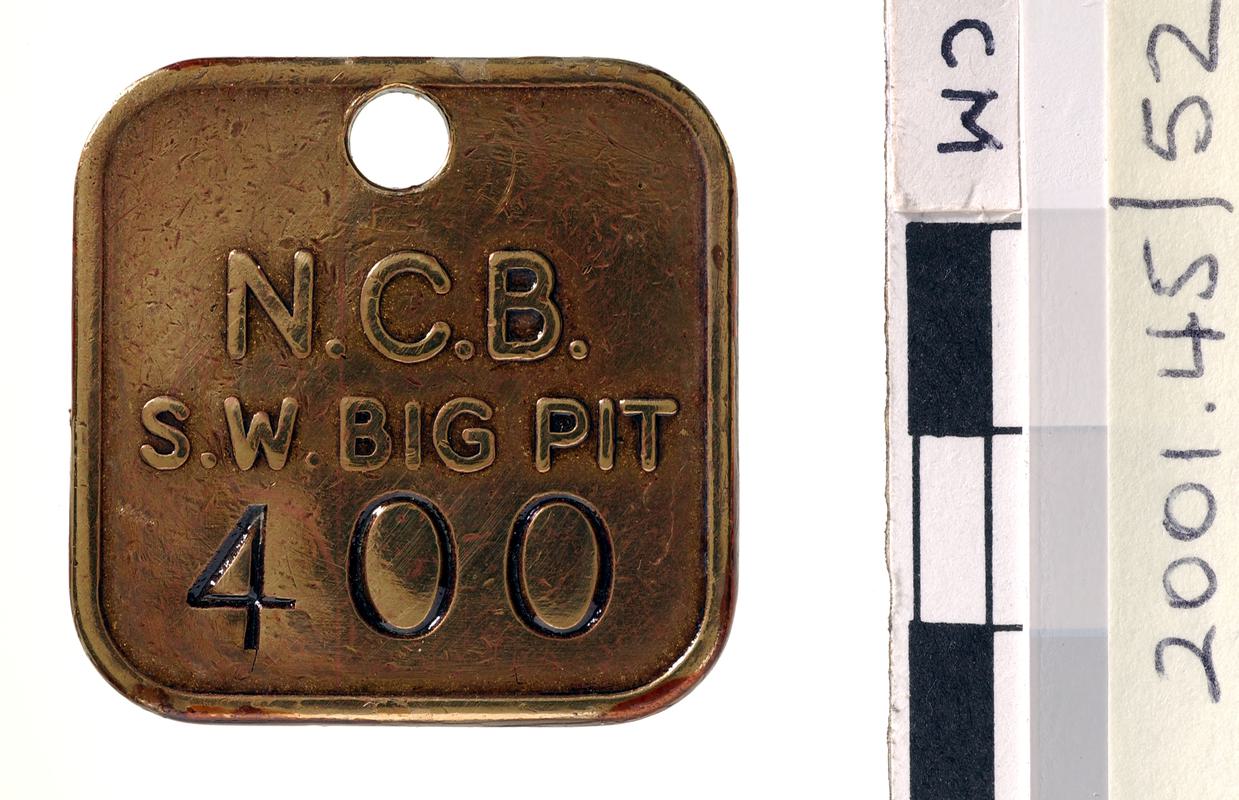 N.C.B.
S.W. BIG PIT
400
CM
2001.45/52